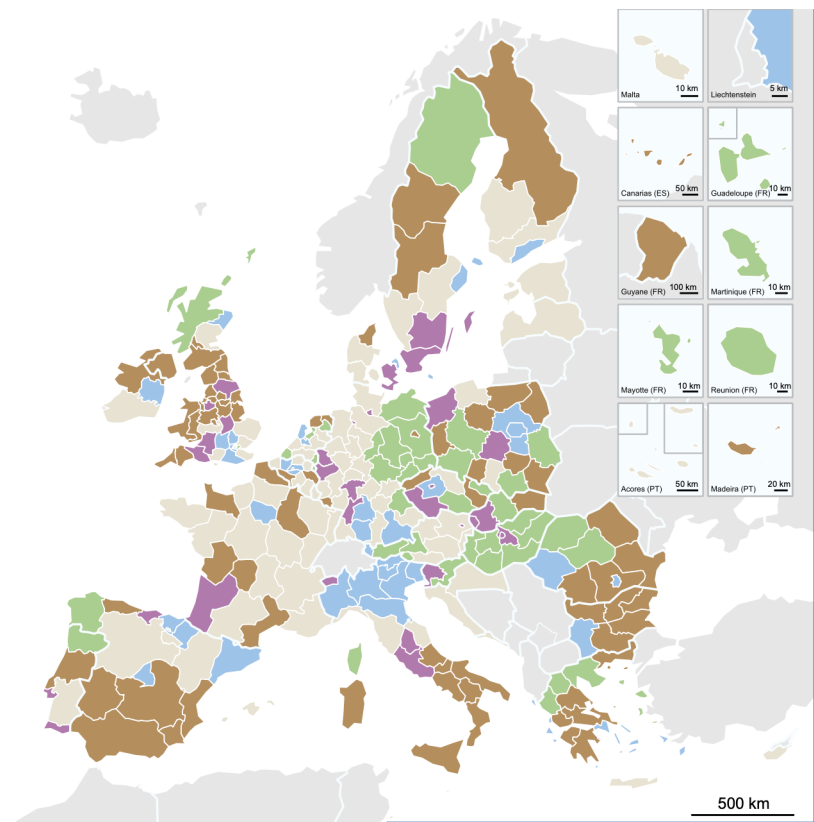 Malta
10 km
Liechtenstein
5 km
Canarias (ES)
50 km
Guadeloupe (FR)
10 km
Guyane (FR)
100 km
Martinique (FR)
10 km
Mayotte (FR)
10 km
Reunion (FR)
10 km
Acores (PT)
50 km
Madeira (PT)
20 km
500 km